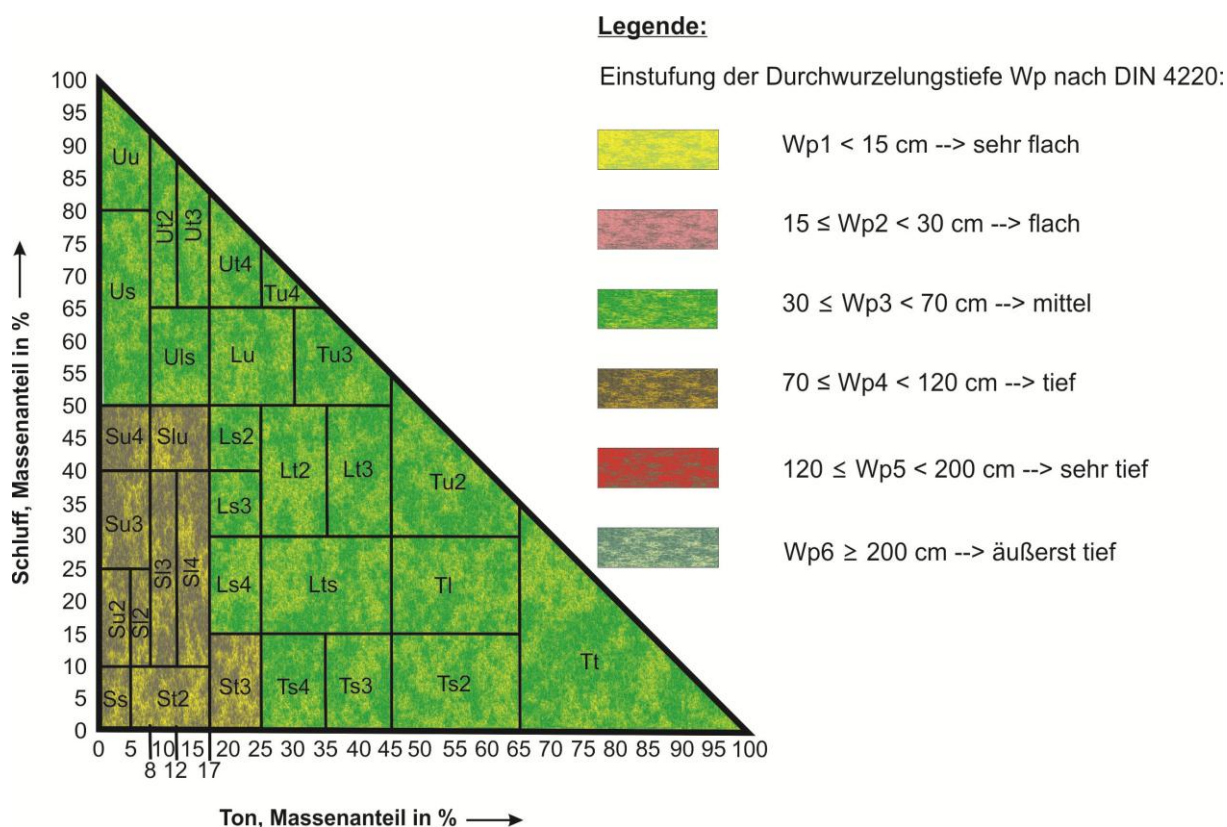 Legende:
Einstufung der Durchwurzelungstiefe Wp nach DIN 4220:
Wp1 < 15 cm --> sehr flach
15 ≤ Wp2 < 30 cm --> flach
30 ≤ Wp3 < 70 cm --> mittel
70 ≤ Wp4 < 120 cm --> tief
120 ≤ Wp5 < 200 cm --> sehr tief
Wp6 ≥ 200 cm --> äußerst tief
Schluff, Massenanteil in %
100
95
90
85
80
75
70
65
60
55
50
45
40
35
30
25
20
15
10
5
0
Uu
Ut2
Ut3
Us
Ut4
Tu4
Uls
Lu
Tu3
Su4
Slu
Ls2
Lt2
Lt3
Tu2
Su3
Ls3
Sl3
Sl4
Su2
Sl2
Ls4
Lts
Tl
Tt
Ss
St2
St3
Ts4
Ts3
Ts2
0 5 10 15 20 25 30 35 40 45 55 60 65 70 75 80 85 90 95 100
8 12 17
Ton, Massenanteil in %